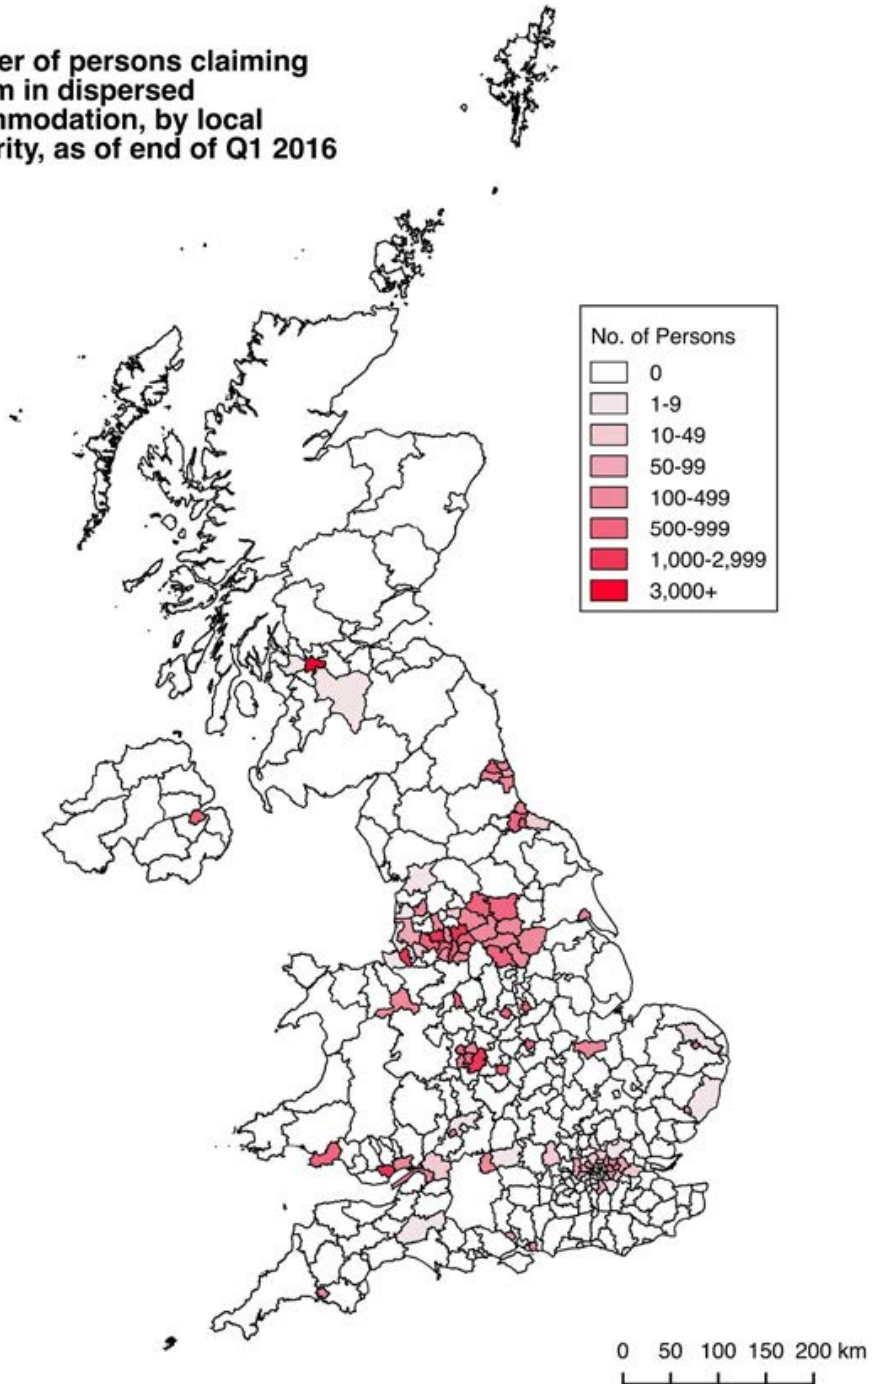 er of persons claiming
m in dispersed
mmodation, by local
rity, as of end of Q1 2016
No. of Persons
0
1-9
10-49
50-99
100-499
500-999
1,000-2,999
3,000+
0 50 100 150 200 km